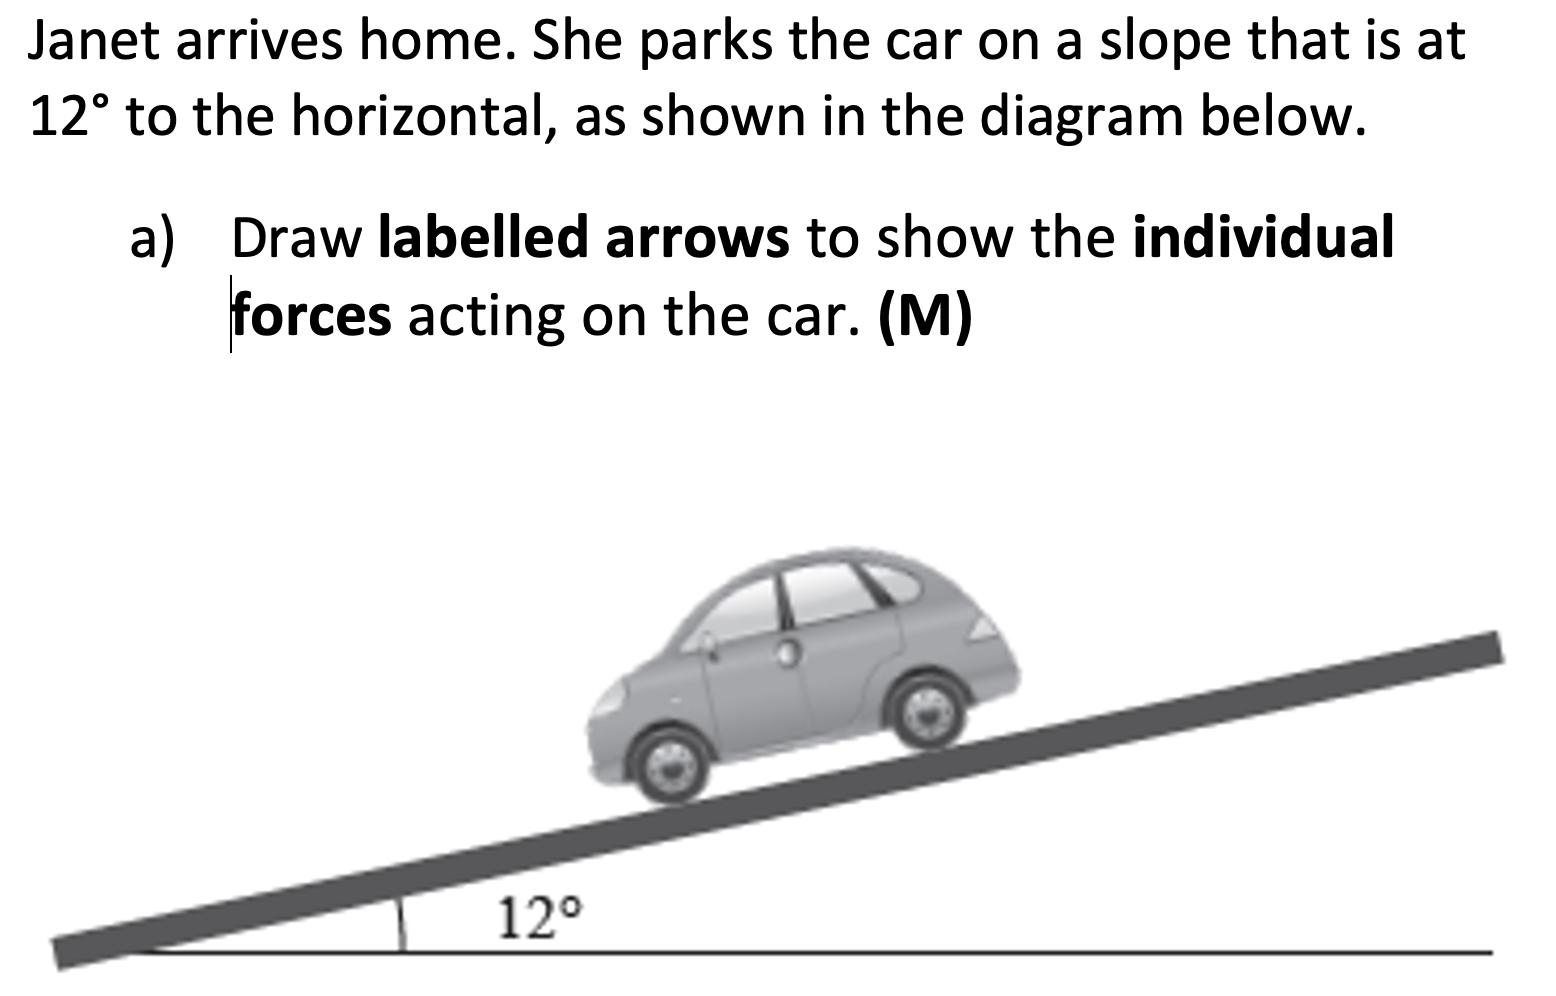 Janet arrives home. She parks the car on a slope that is at
12° to the horizontal, as shown in the diagram below.
a) Draw labelled arrows to show the individual
forces acting on the car. (M)
12°